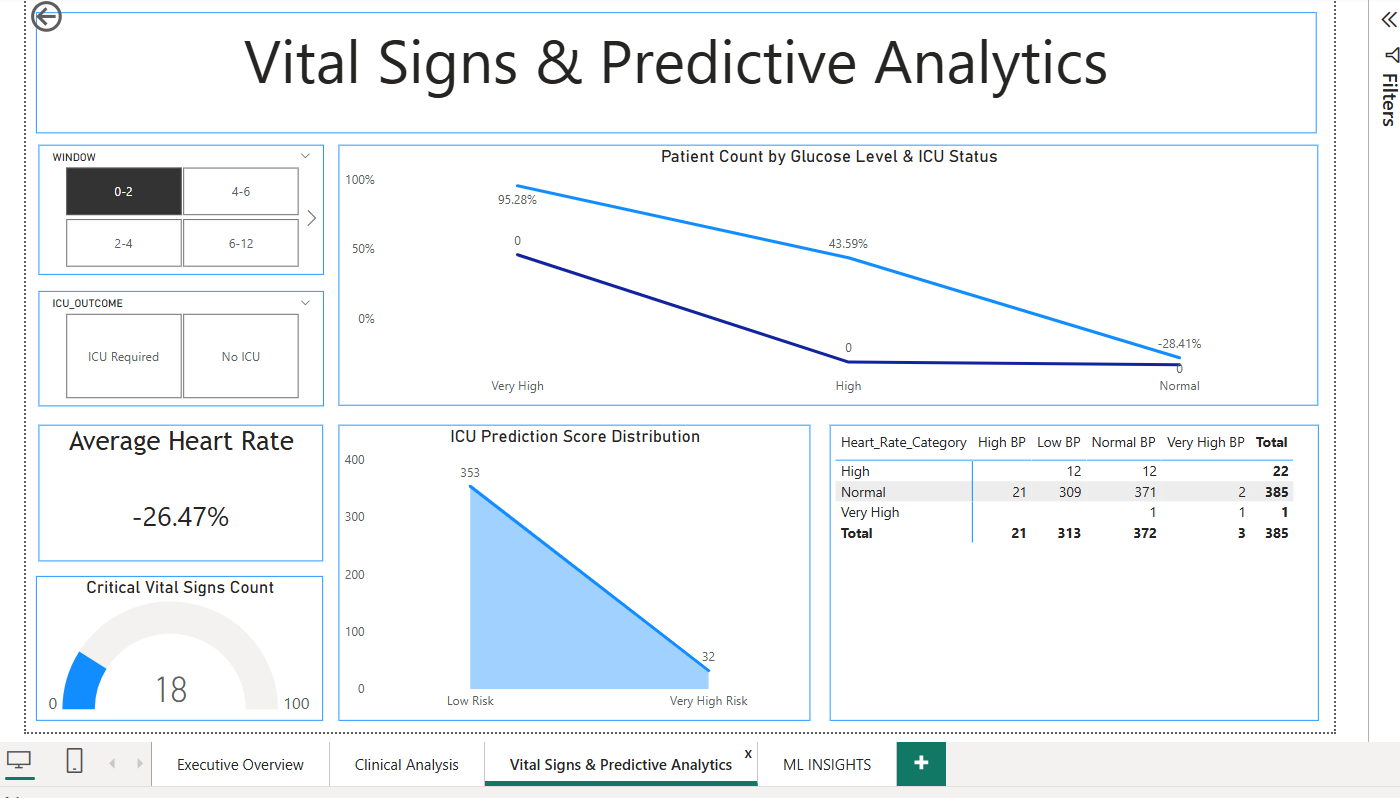 Vital Signs & Predictive Analytics
Filters
WINDOW
0-2
4-6
2-4
6-12
ICU_OUTCOME
ICU Required
No ICU
Patient Count by Glucose Level & ICU Status
100%
50%
0%
95.28%
43.59%
-28.41%
0
0
0
Very High
High
Normal
Average Heart Rate
-26.47%
Critical Vital Signs Count
0
18
100
ICU Prediction Score Distribution
400
300
200
100
0
353
32
Low Risk
Very High Risk
Heart_Rate_Category High BP Low BP Normal BP Very High BP Total
High 12 12 22
Normal 21 309 371 2 385
Very High 1 1 1
Total 21 313 372 3 385
Executive Overview
Clinical Analysis
Vital Signs & Predictive Analytics x
ML INSIGHTS
+